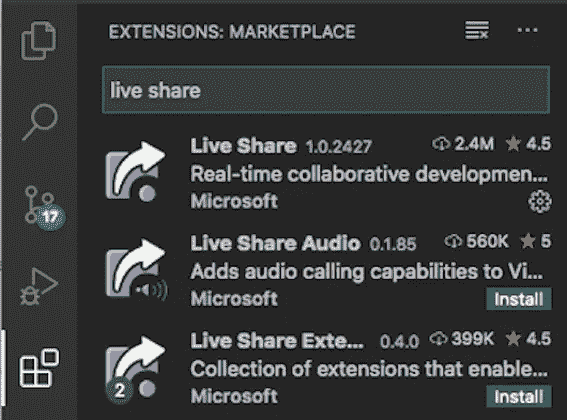 EXTENSIONS: MARKETPLACE
live share
Live Share 1.0.2427 2.4M 4.5
Real-time collaborative developmen...
Microsoft
17
Live Share Audio 0.1.85 560K 5
Adds audio calling capabilities to Vi...
Microsoft Install
Live Share Exte... 0.4.0 399K 4.5
2 Collection of extensions that enable...
Microsoft Install